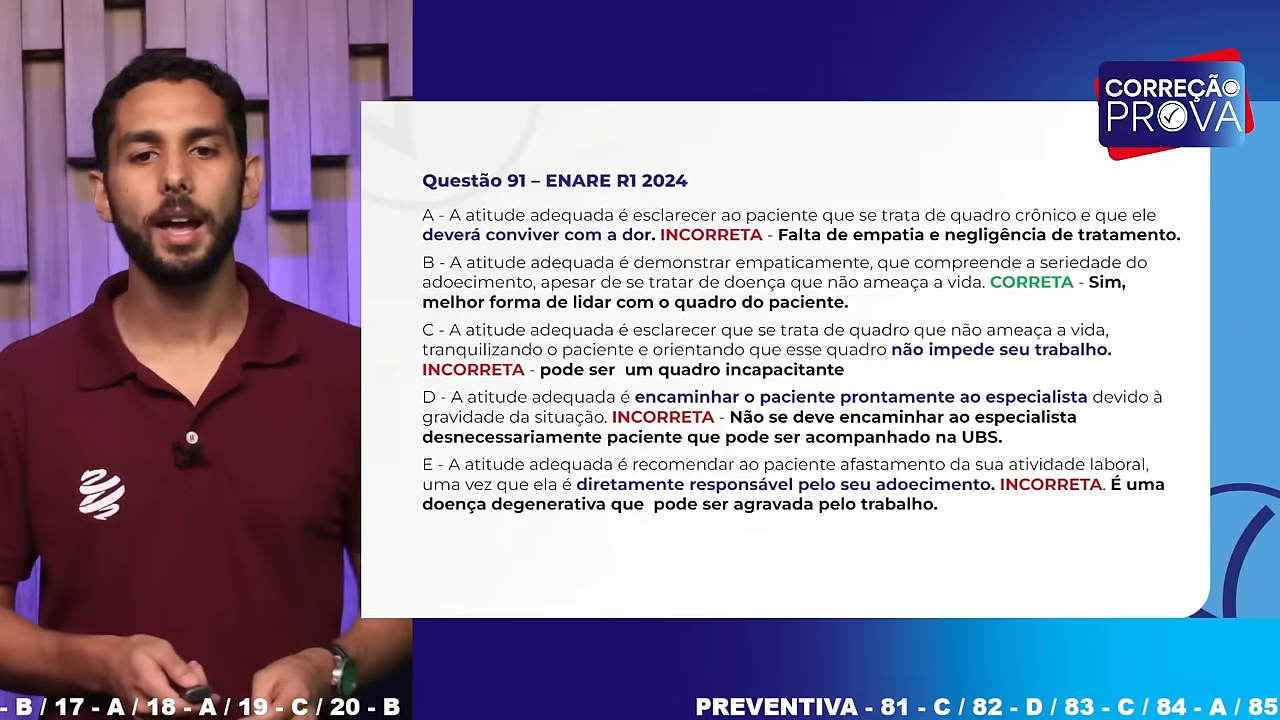 CORREÇÃO
PROVA
Questão 91 – ENARE R1 2024
A - A atitude adequada é esclarecer ao paciente que se trata de quadro crônico e que ele
deverá conviver com a dor. INCORRETA - Falta de empatia e negligência de tratamento.
B - A atitude adequada é demonstrar empaticamente, que compreende a seriedade do
adoecimento, apesar de se tratar de doença que não ameaça a vida. CORRETA - Sim,
melhor forma de lidar com o quadro do paciente.
C - A atitude adequada é esclarecer que se trata de quadro que não ameaça a vida,
tranquilizando o paciente e orientando que esse quadro não impede seu trabalho.
INCORRETA - pode ser  um quadro incapacitante
D - A atitude adequada é encaminhar o paciente prontamente ao especialista devido à
gravidade da situação. INCORRETA - Não se deve encaminhar ao especialista
desnecessariamente paciente que pode ser acompanhado na UBS.
E - A atitude adequada é recomendar ao paciente afastamento da sua atividade laboral,
uma vez que ela é diretamente responsável pelo seu adoecimento. INCORRETA. É uma
doença degenerativa que  pode ser agravada pelo trabalho.
- B / 17 - A / 18 - A / 19 - C / 20 - B PREVENTIVA - 81 - C / 82 - D / 83 - C / 84 - A / 85